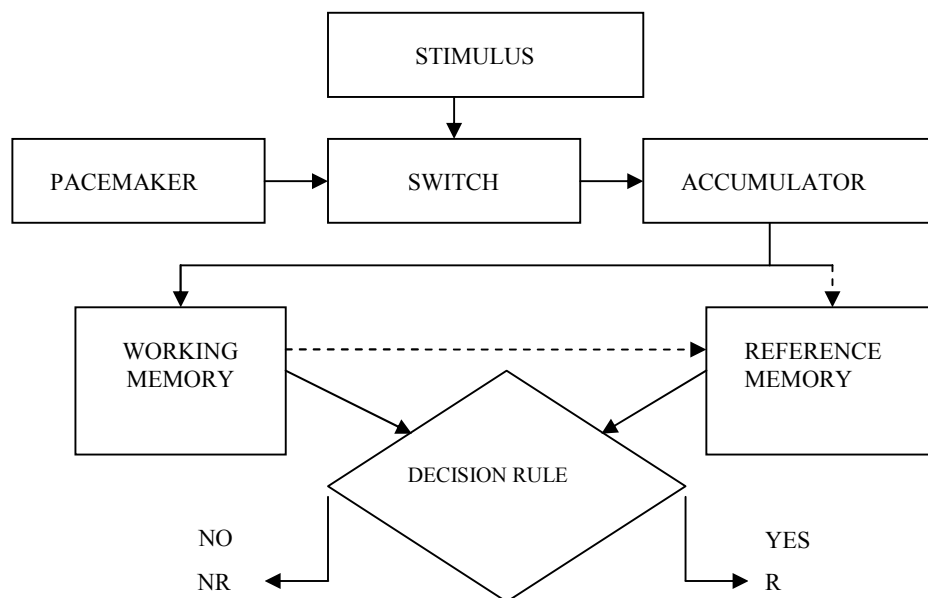 STIMULUS
PACEMAKER
SWITCH
ACCUMULATOR
WORKING
MEMORY
REFERENCE
MEMORY
DECISION RULE
NO
YES
NR
R